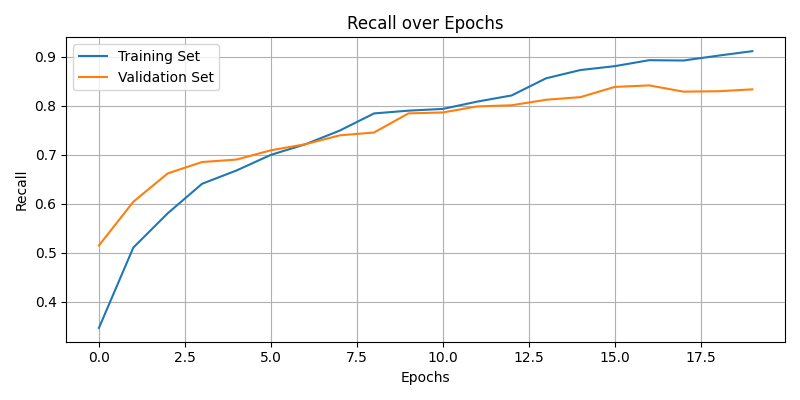 Recall over Epochs
Training Set
Validation Set
Recall
0.9
0.8
0.7
0.6
0.5
0.4
0.0 2.5 5.0 7.5 10.0 12.5 15.0 17.5
Epochs